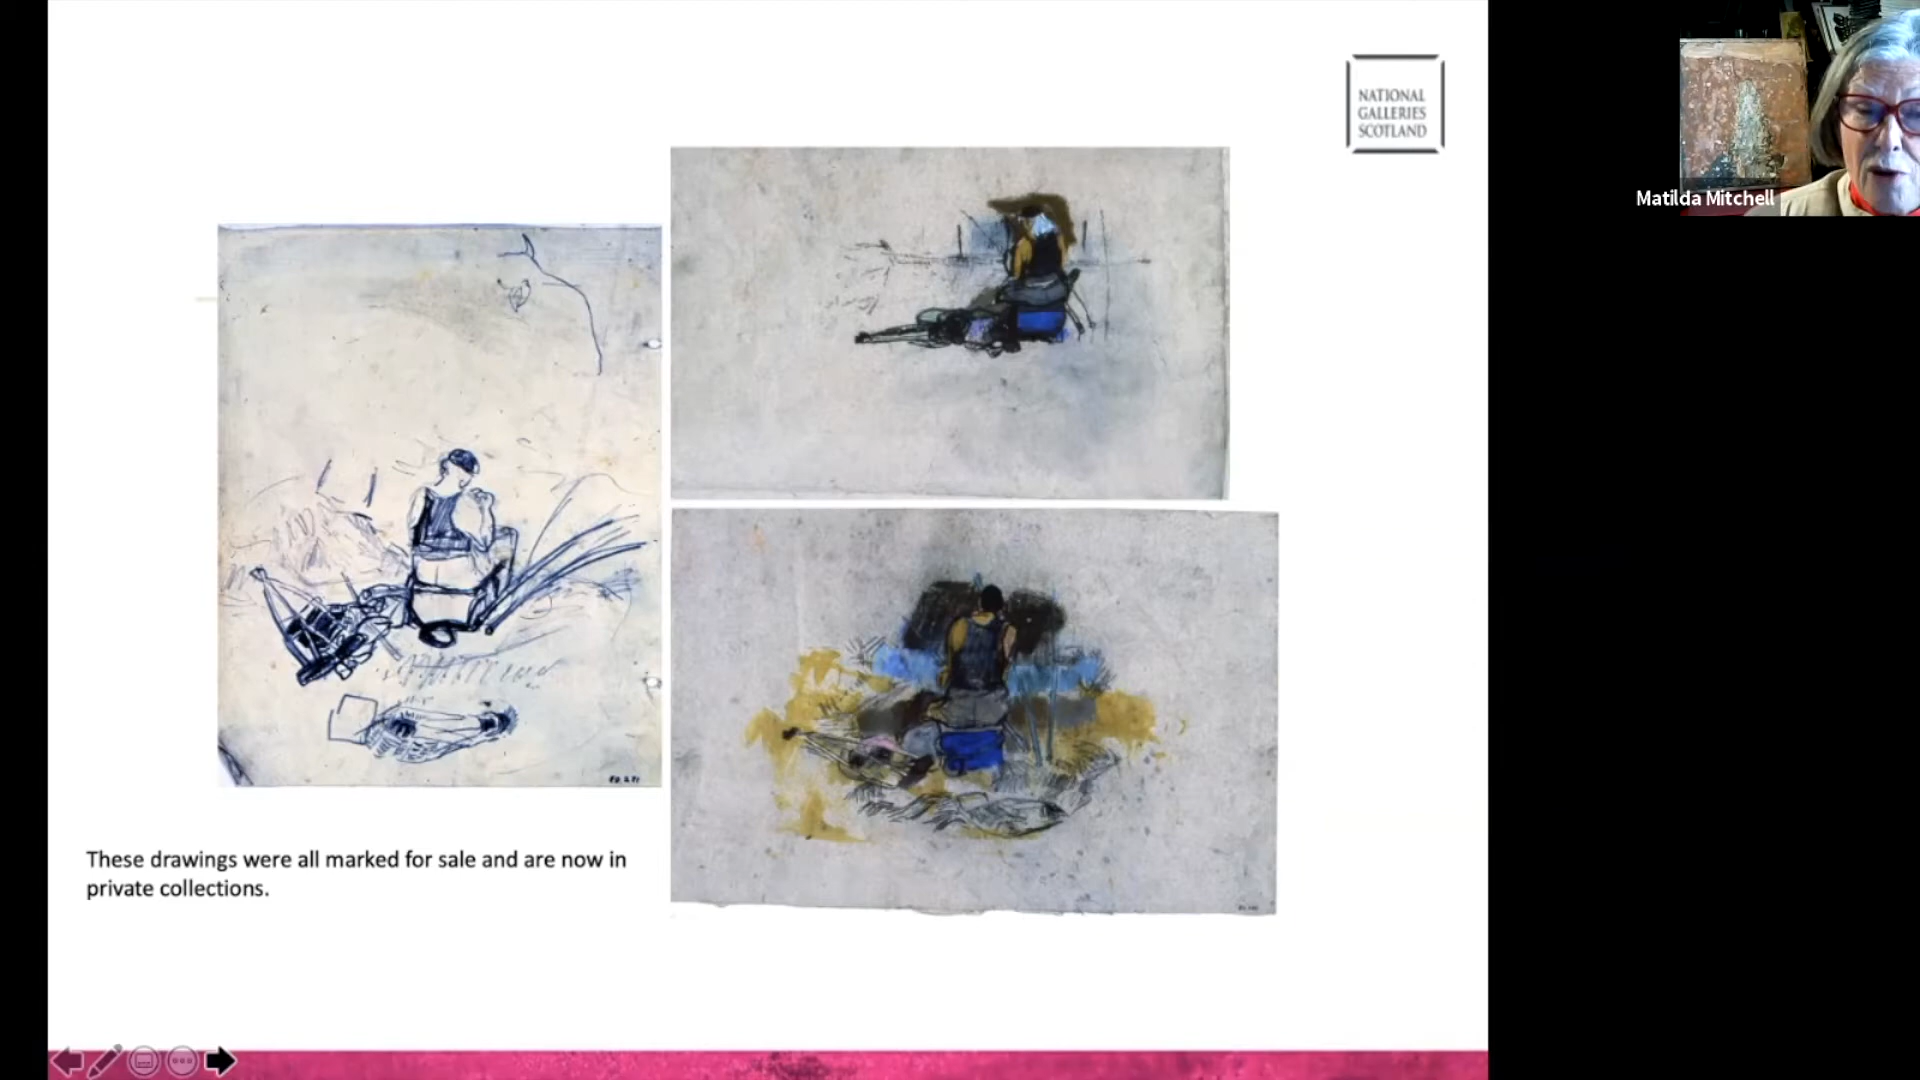 NATIONAL
GALLERIES
SCOTLAND
Matilda Mitchell
These drawings were all marked for sale and are now in
private collections.